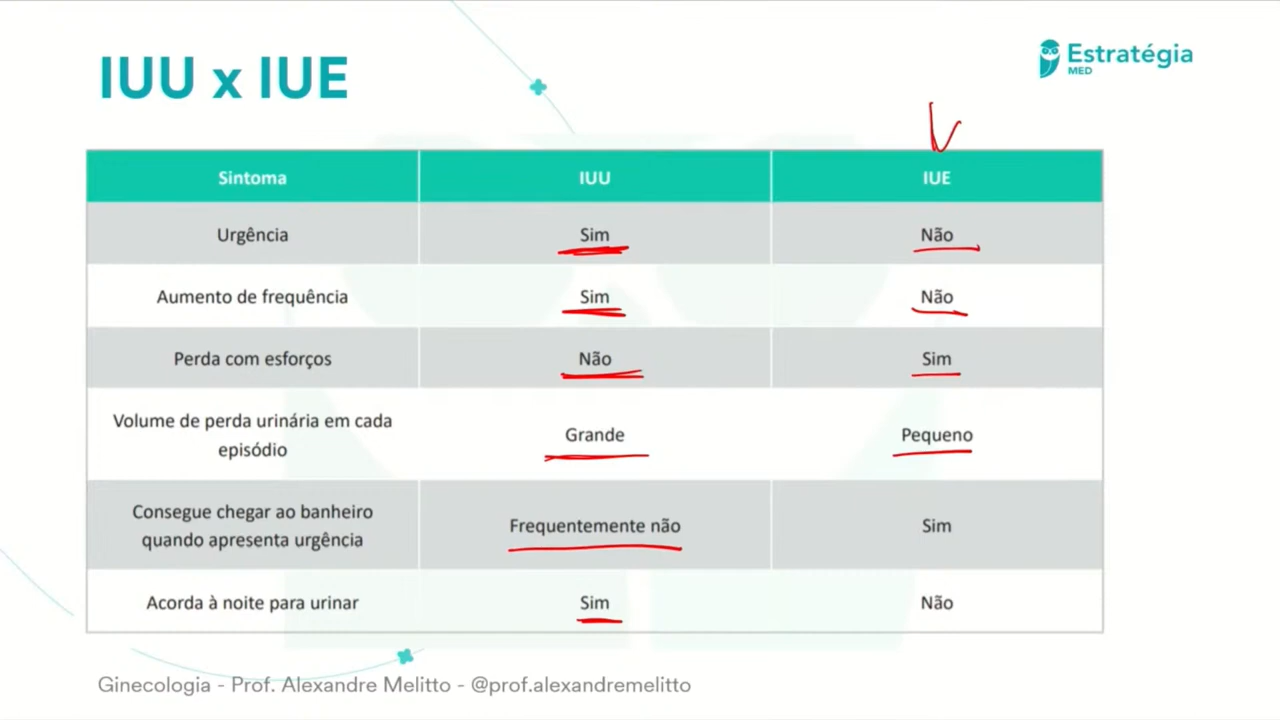 IUU x IUE
Estratégia
MED
Sintoma IUU IUE
Urgência Sim Não
Aumento de frequência Sim Não
Perda com esforços Não Sim
Volume de perda urinária em cada
episódio Grande Pequeno
Consegue chegar ao banheiro
quando apresenta urgência Frequentemente não Sim
Acorda à noite para urinar Sim Não
Ginecologia - Prof. Alexandre Melitto - @prof.alexandremelitto